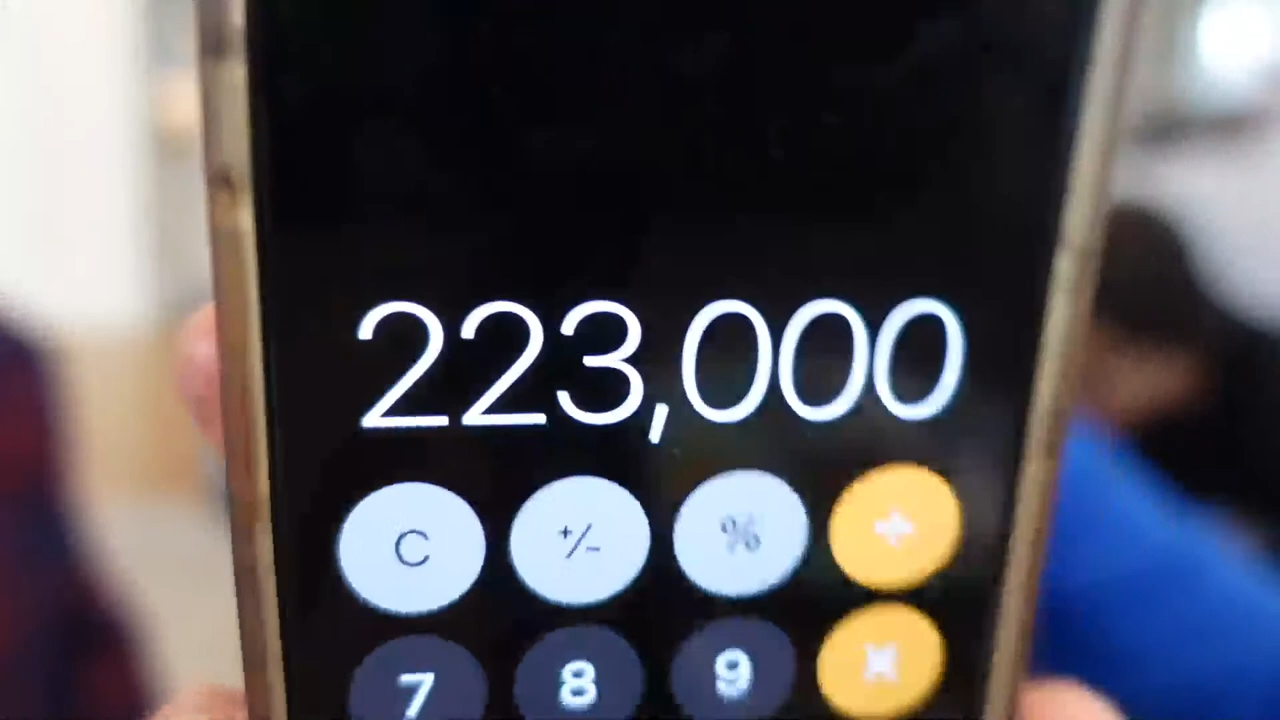 223,000
C +/- % ÷
7 8 9 ×